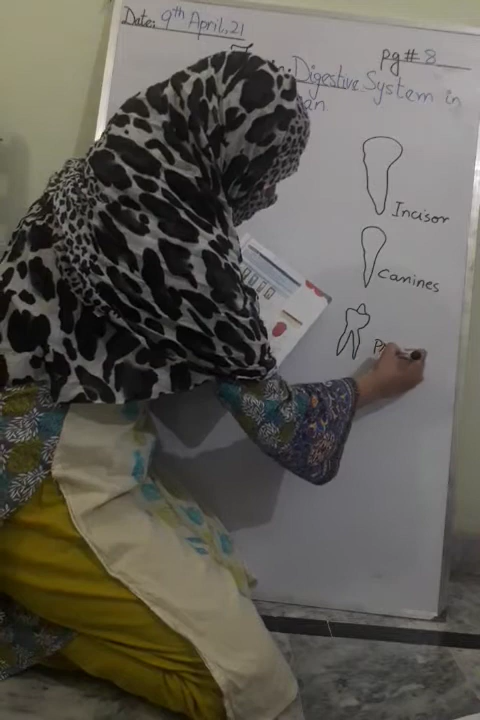 Date: 9th April, 21
pg# 8
Digestive System in
Incisor
Canines